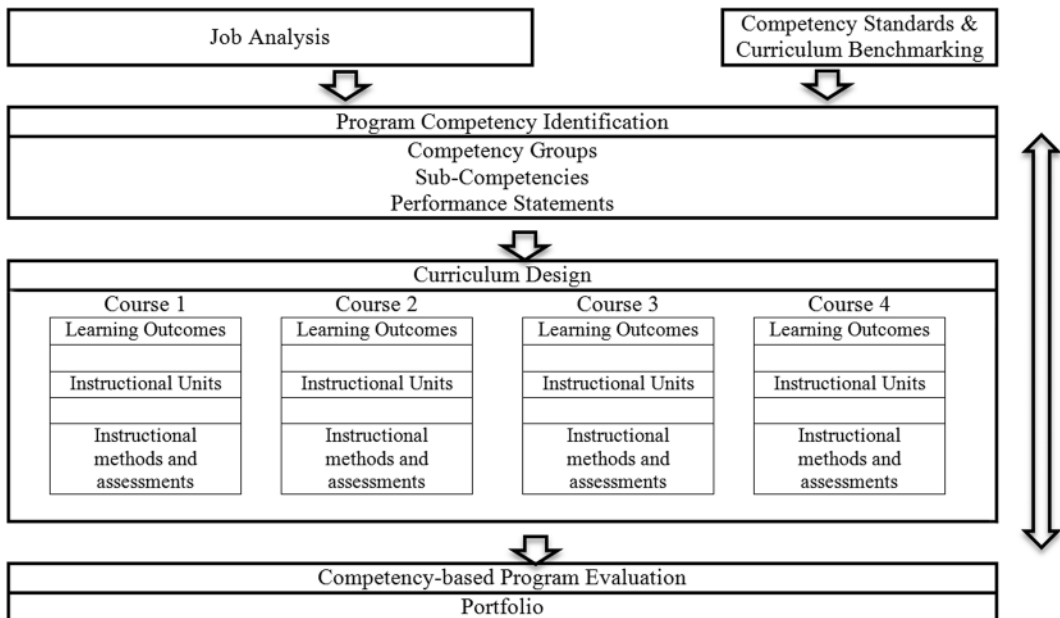 Job Analysis
Competency Standards &
Curriculum Benchmarking
Program Competency Identification
Competency Groups
Sub-Competencies
Performance Statements
Curriculum Design
Course 1
Learning Outcomes
Instructional Units
Instructional
methods and
assessments
Course 2
Learning Outcomes
Instructional Units
Instructional
methods and
assessments
Course 3
Learning Outcomes
Instructional Units
Instructional
methods and
assessments
Course 4
Learning Outcomes
Instructional Units
Instructional
methods and
assessments
Competency-based Program Evaluation
Portfolio